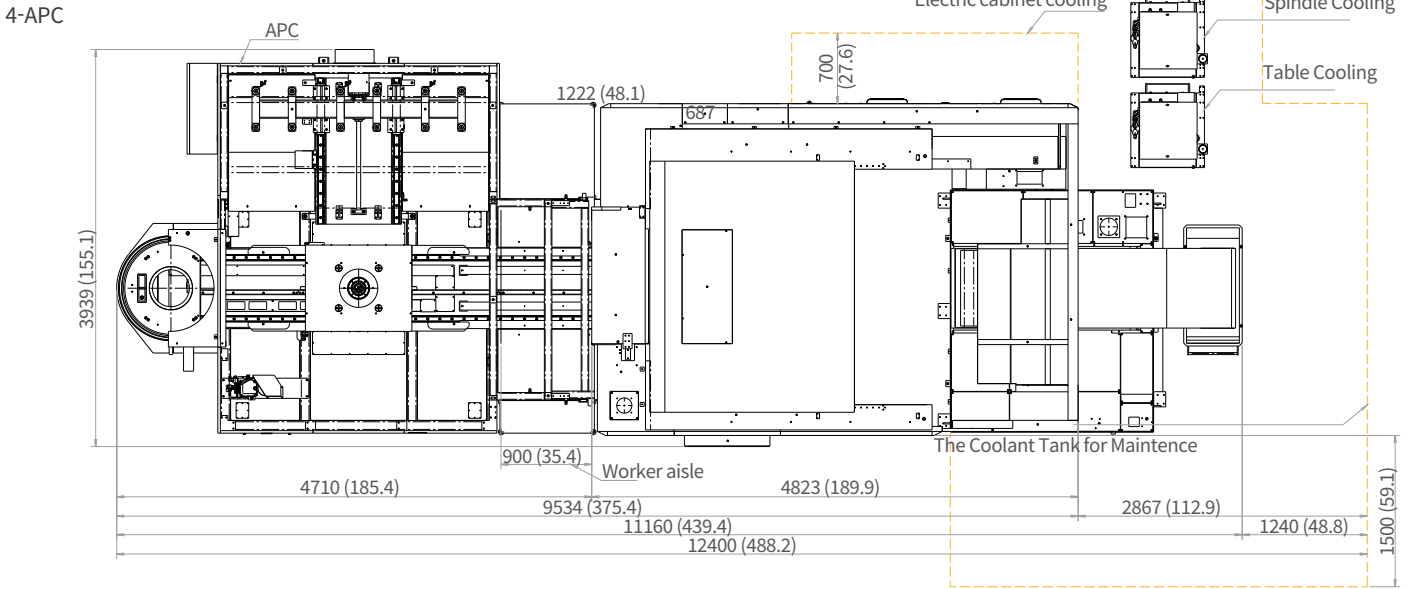 4-APC
Electric cabinet cooling
Spindle Cooling
APC
700
(27.6)
Table Cooling
1222 (48.1)
687
3939 (155.1)
The Coolant Tank for Maintence
900 (35.4)
Worker aisle
4710 (185.4)
4823 (189.9)
9534 (375.4)
2867 (112.9)
11160 (439.4)
1240 (48.8)
12400 (488.2)
1500 (59.1)